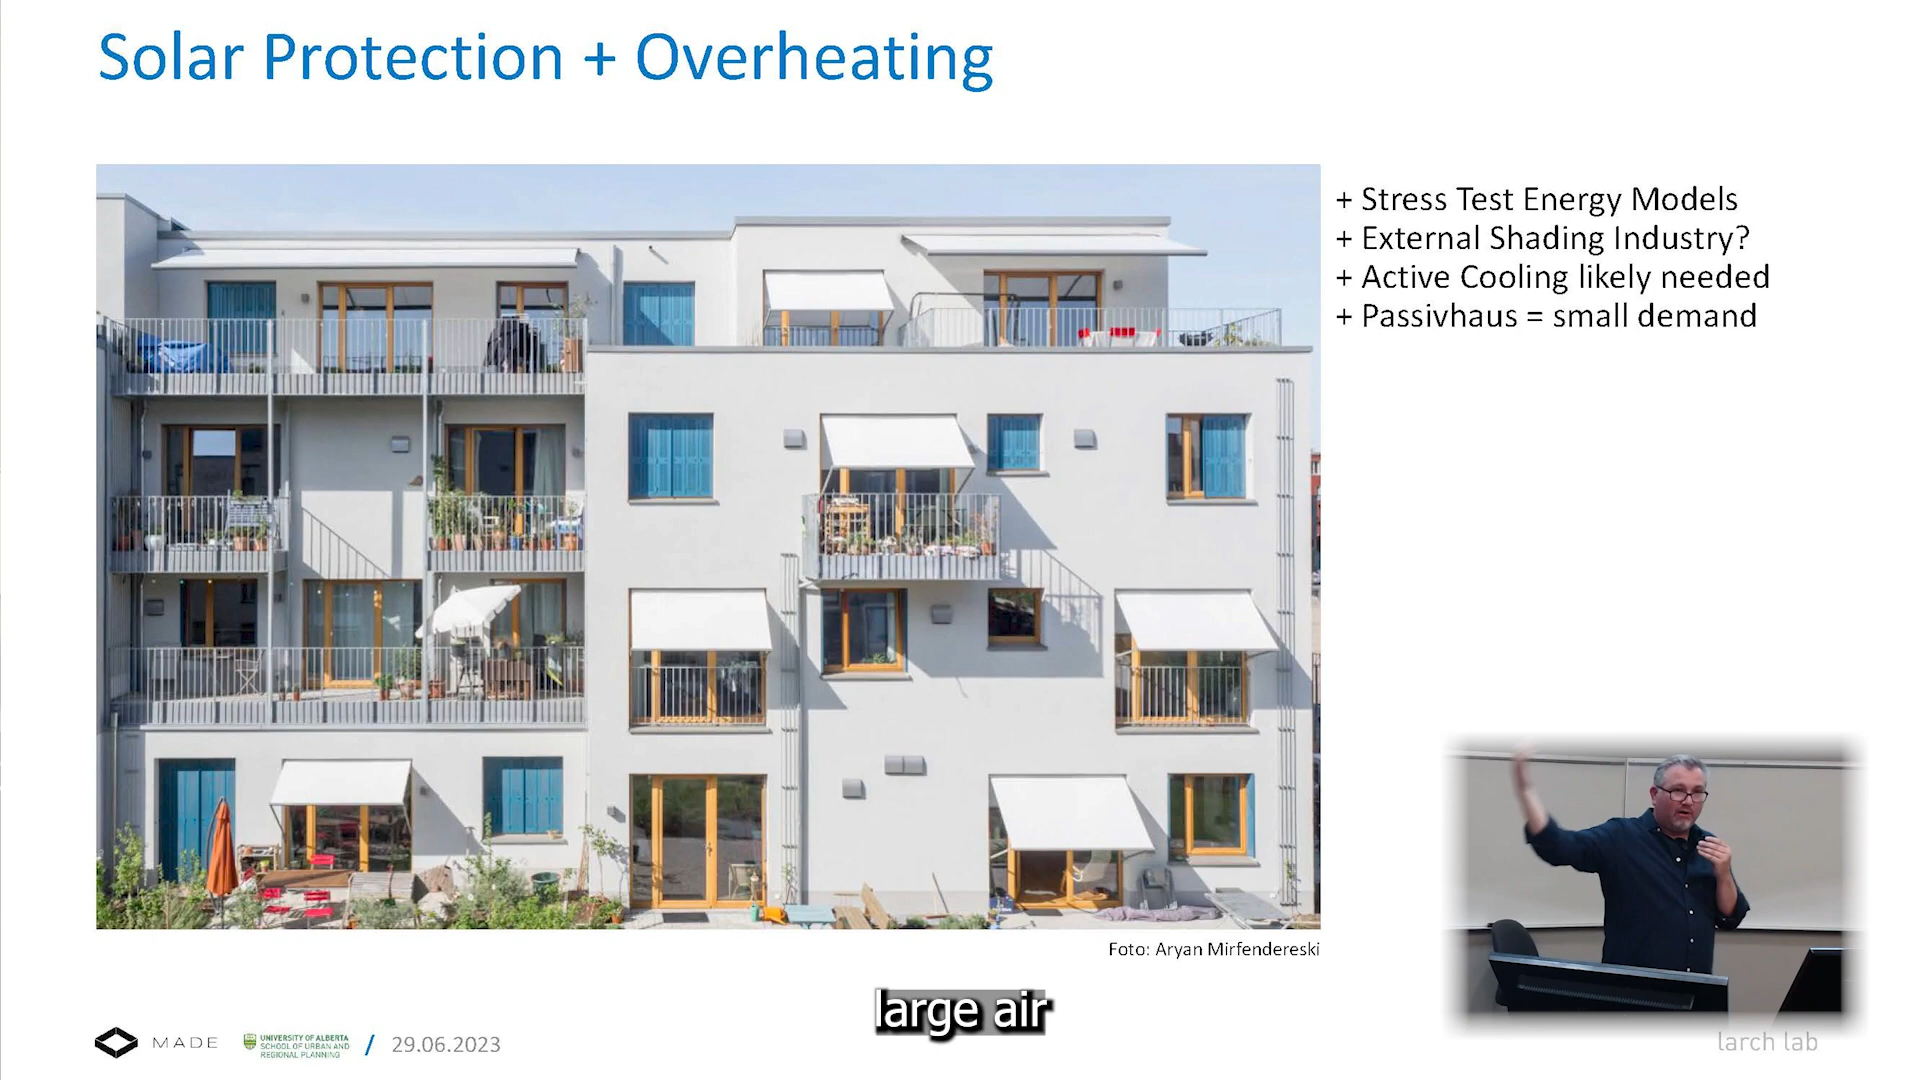 Solar Protection + Overheating
+ Stress Test Energy Models
+ External Shading Industry?
+ Active Cooling likely needed
+ Passivhaus = small demand
Foto: Aryan Mirfendereski
large air
MADE
UNIVERSITY OF ALBERTA
SCHOOL OF URBAN AND
REGIONAL PLANNING
/ 29.06.2023
larch lab